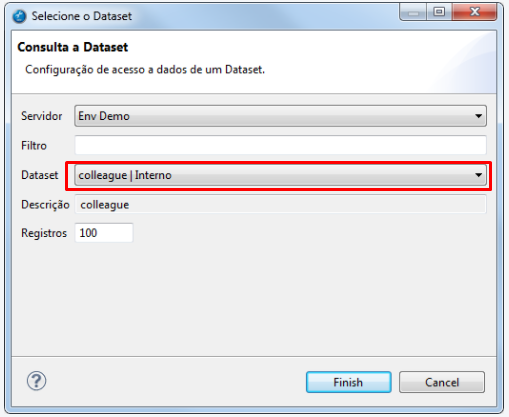 Selecione o Dataset
Consulta a Dataset
Configuração de acesso a dados de um Dataset.
Servidor Env Demo
Filtro
Dataset colleague | Interno
Descrição colleague
Registros 100
? Finish Cancel